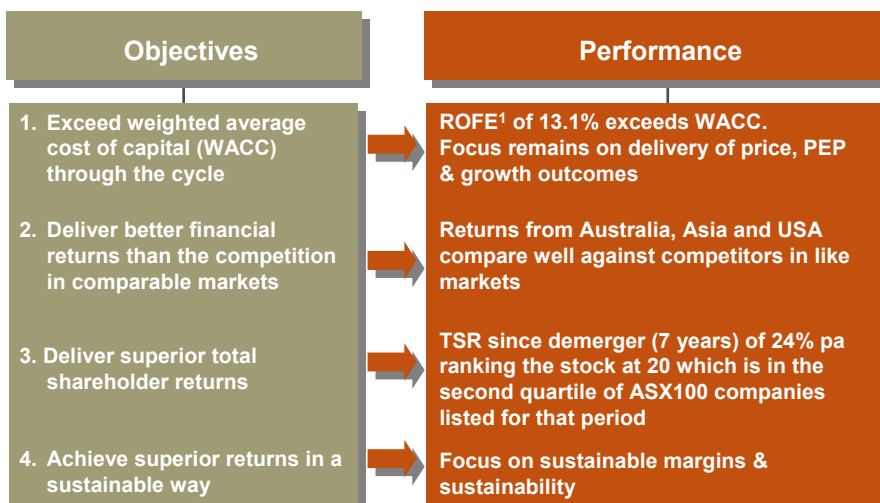 Objectives
Performance
1. Exceed weighted average
cost of capital (WACC)
through the cycle
ROFE1 of 13.1% exceeds WACC.
Focus remains on delivery of price, PEP
& growth outcomes
2. Deliver better financial
returns than the competition
in comparable markets
Returns from Australia, Asia and USA
compare well against competitors in like
markets
3. Deliver superior total
shareholder returns
TSR since demerger (7 years) of 24% pa
ranking the stock at 20 which is in the
second quartile of ASX100 companies
listed for that period
4. Achieve superior returns in a
sustainable way
Focus on sustainable margins &
sustainability